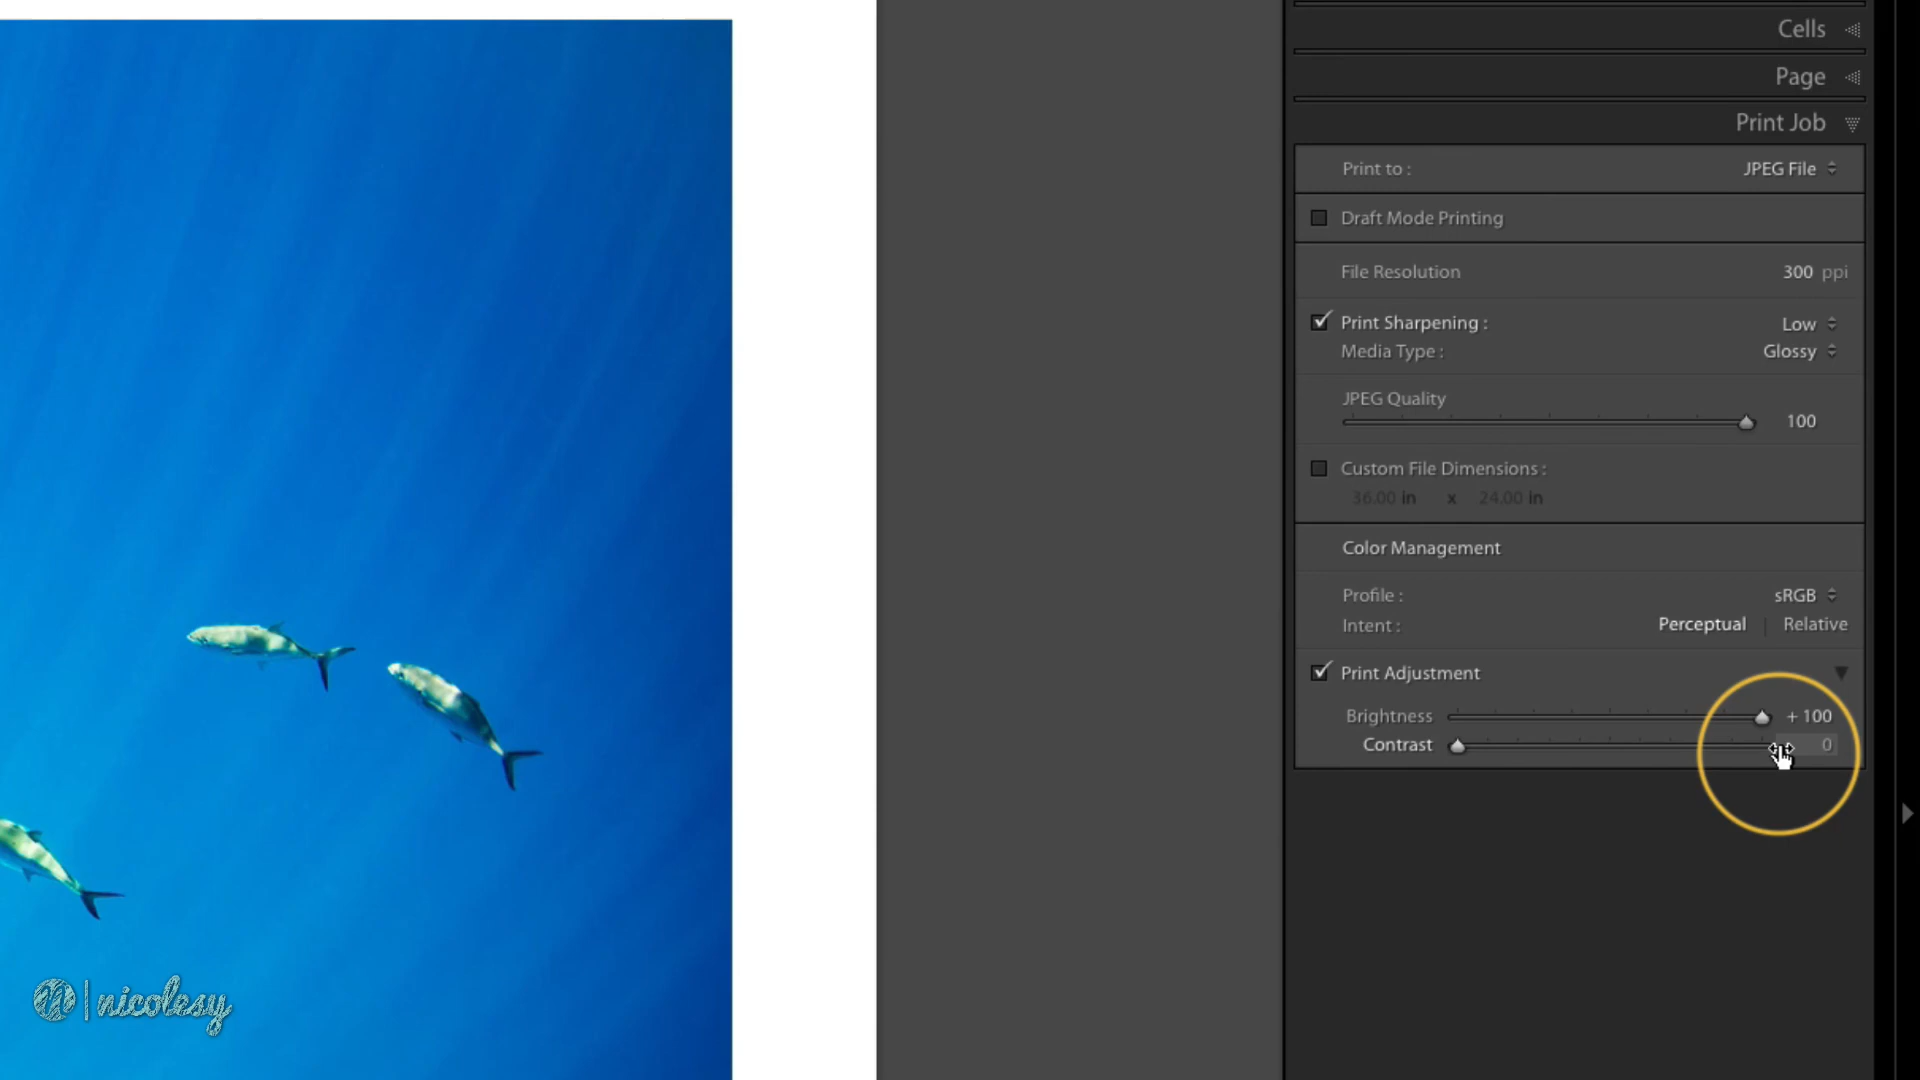 Cells
Page
Print Job
Print to : JPEG File
Draft Mode Printing
File Resolution 300 ppi
Print Sharpening : Low
Media Type : Glossy
JPEG Quality
100
Custom File Dimensions :
36.00 in x 24.00 in
Color Management
Profile : sRGB
Intent : Perceptual | Relative
Print Adjustment
Brightness + 100
Contrast 0
n | nicolesy